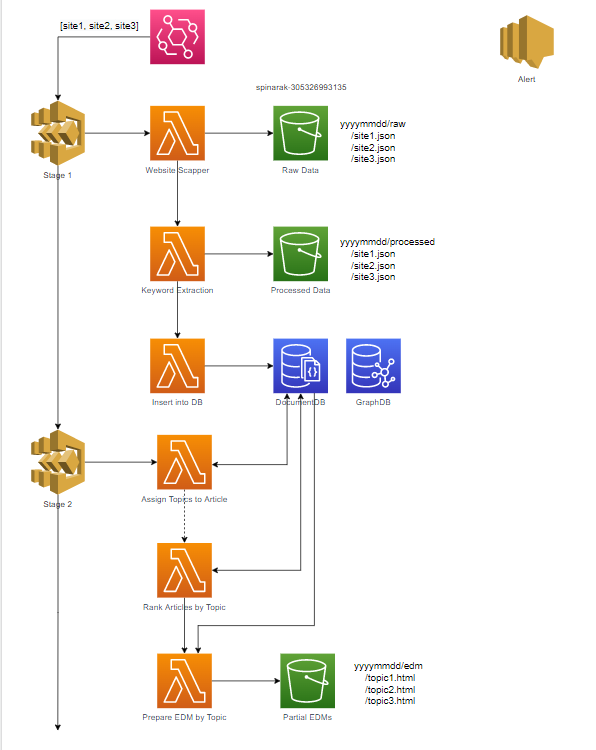 [site1, site2, site3]
Alert
spinarak-305326993135
yyyymmdd/raw
/site1.json
/site2.json
/site3.json
Stage 1
Website Scapper
Raw Data
yyyymmdd/processed
/site1.json
/site2.json
/site3.json
Keyword Extraction
Processed Data
Insert into DB
DocumentDB
GraphDB
Stage 2
Assign Topics to Article
Rank Articles by Topic
yyyymmdd/edm
/topic1.html
/topic2.html
/topic3.html
Prepare EDM by Topic
Partial EDMs